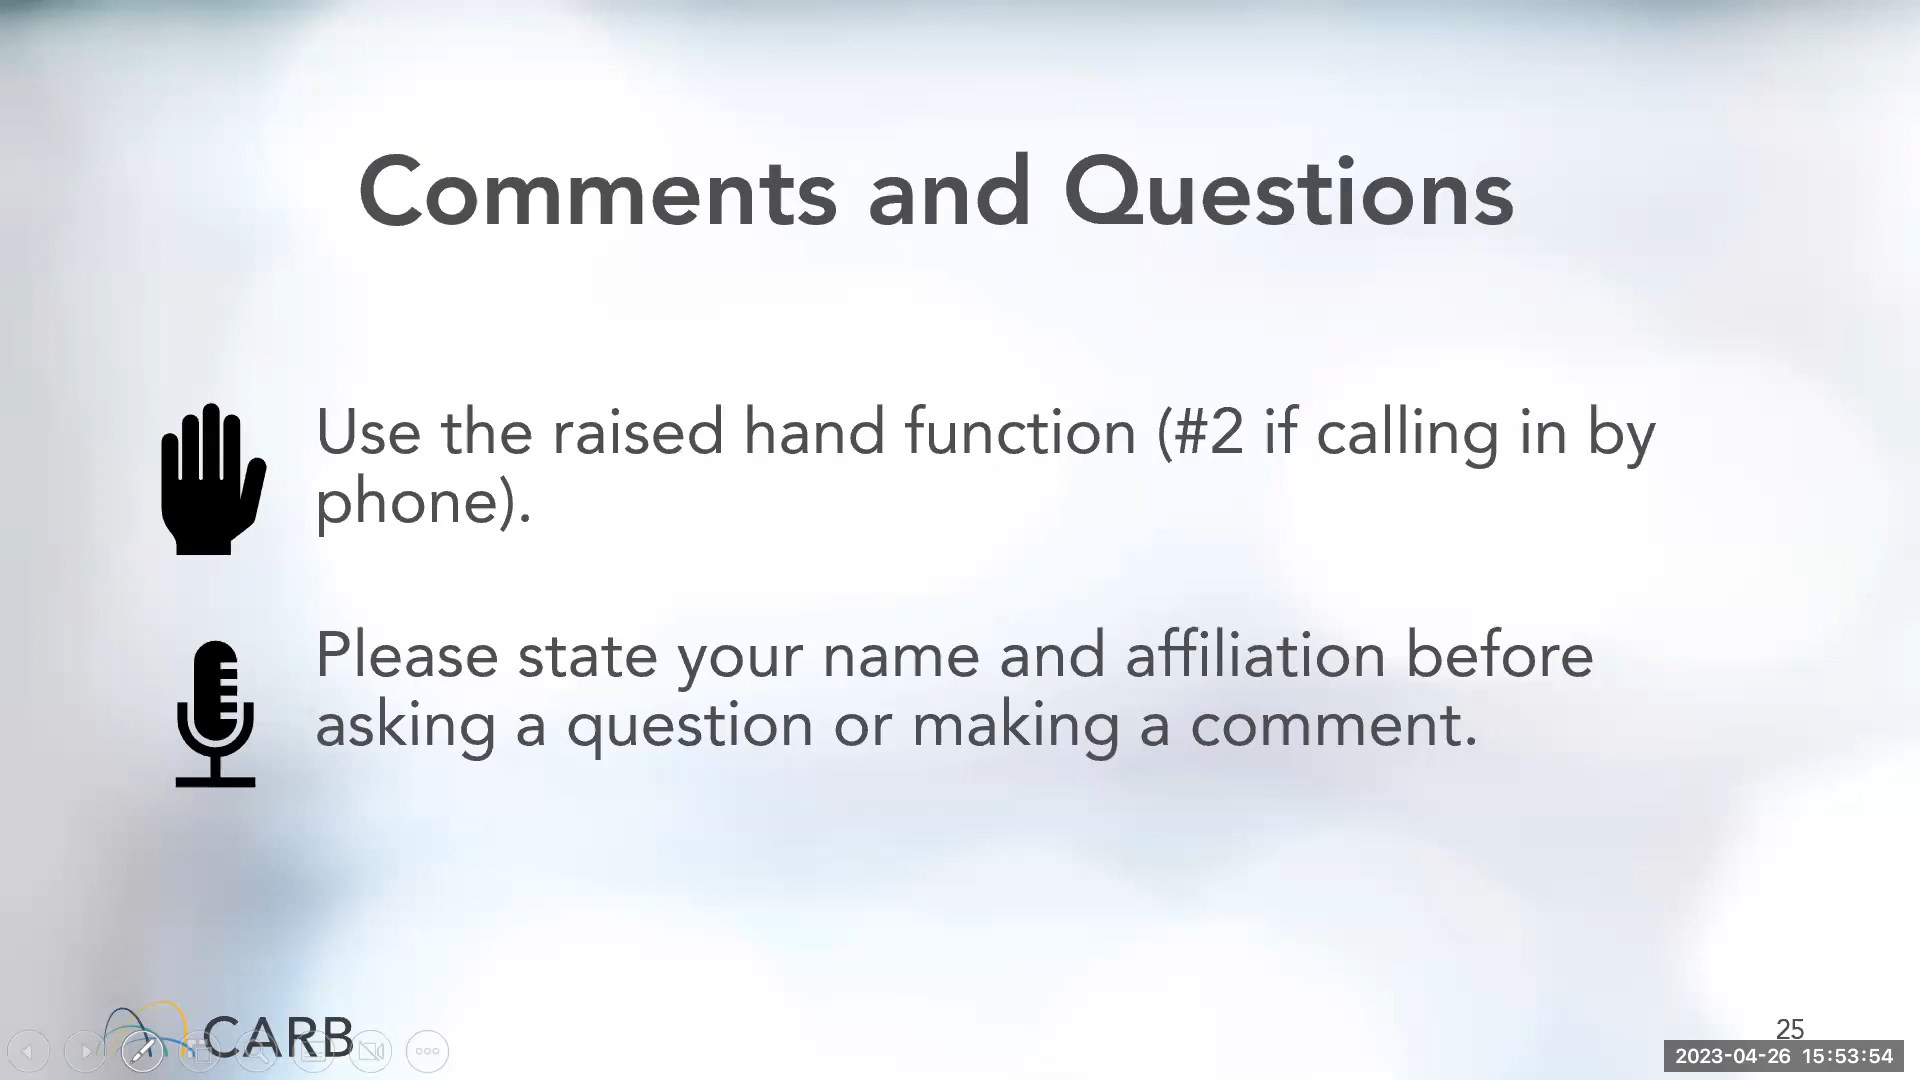 Comments and Questions
Use the raised hand function (#2 if calling in by
phone).
Please state your name and affiliation before
asking a question or making a comment.
CARB
25
2023-04-26 15:53:54